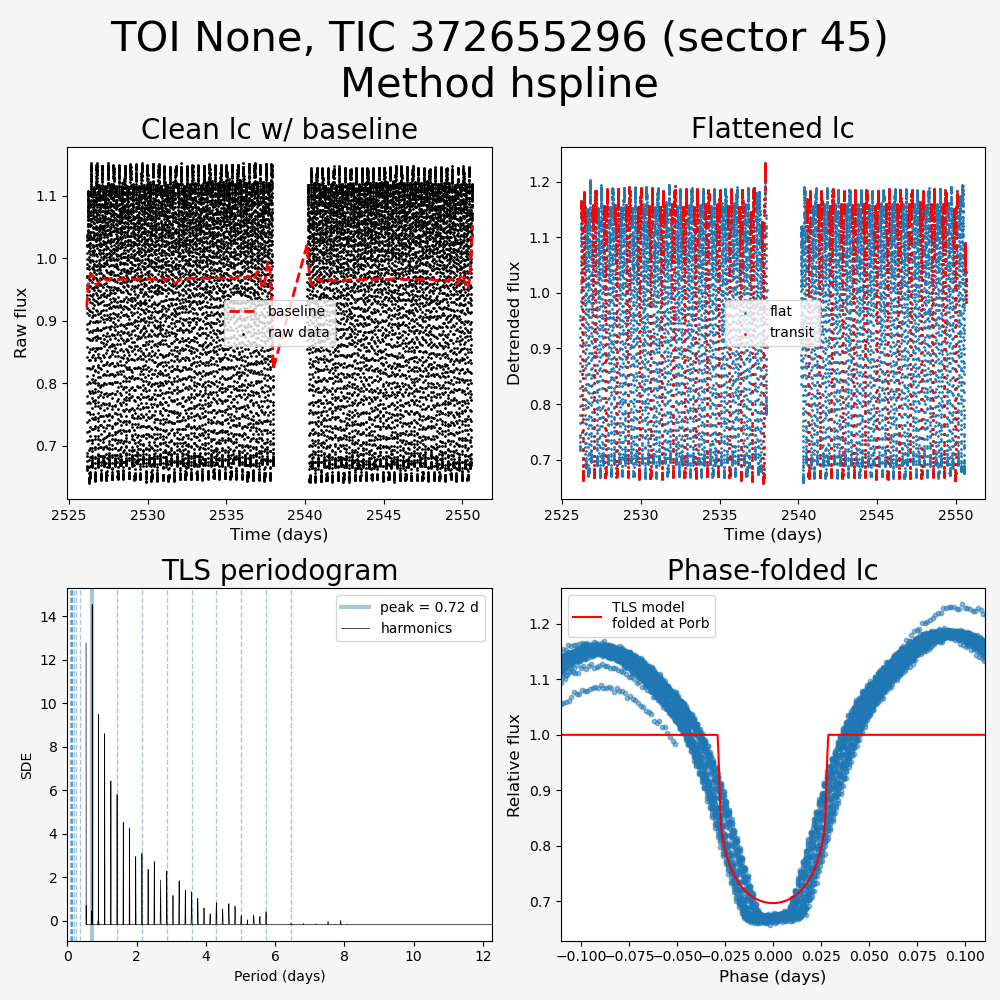 TOI None, TIC 372655296 (sector 45)
Method hspline
Clean lc w/ baseline
Raw flux
1.1
1.0
0.9
0.8
0.7
baseline
raw data
2525 2530 2535 2540 2545 2550
Time (days)
Flattened lc
Detrended flux
1.2
1.1
1.0
0.9
0.8
0.7
flat
transit
2525 2530 2535 2540 2545 2550
Time (days)
TLS periodogram
SDE
14
12
10
8
6
4
2
0
peak = 0.72 d
harmonics
0 2 4 6 8 10 12
Period (days)
Phase-folded lc
Relative flux
1.2
1.1
1.0
0.9
0.8
0.7
TLS model
folded at Porb
−0.100 −0.075 −0.050 −0.025 0.000 0.025 0.050 0.075 0.100
Phase (days)